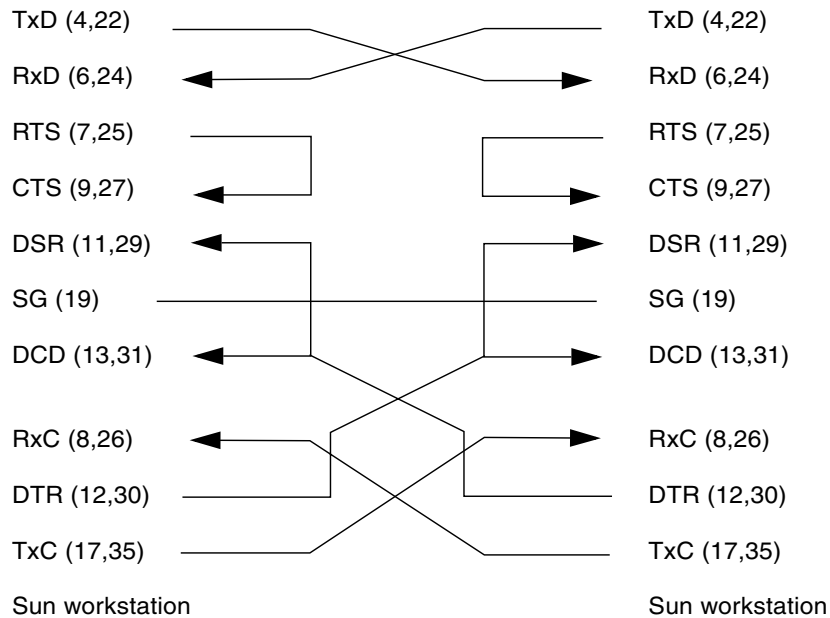 TxD (4,22) TxD (4,22)
RxD (6,24) RxD (6,24)
RTS (7,25) RTS (7,25)
CTS (9,27) CTS (9,27)
DSR (11,29) DSR (11,29)
SG (19) SG (19)
DCD (13,31) DCD (13,31)
RxC (8,26) RxC (8,26)
DTR (12,30) DTR (12,30)
TxC (17,35) TxC (17,35)
Sun workstation Sun workstation